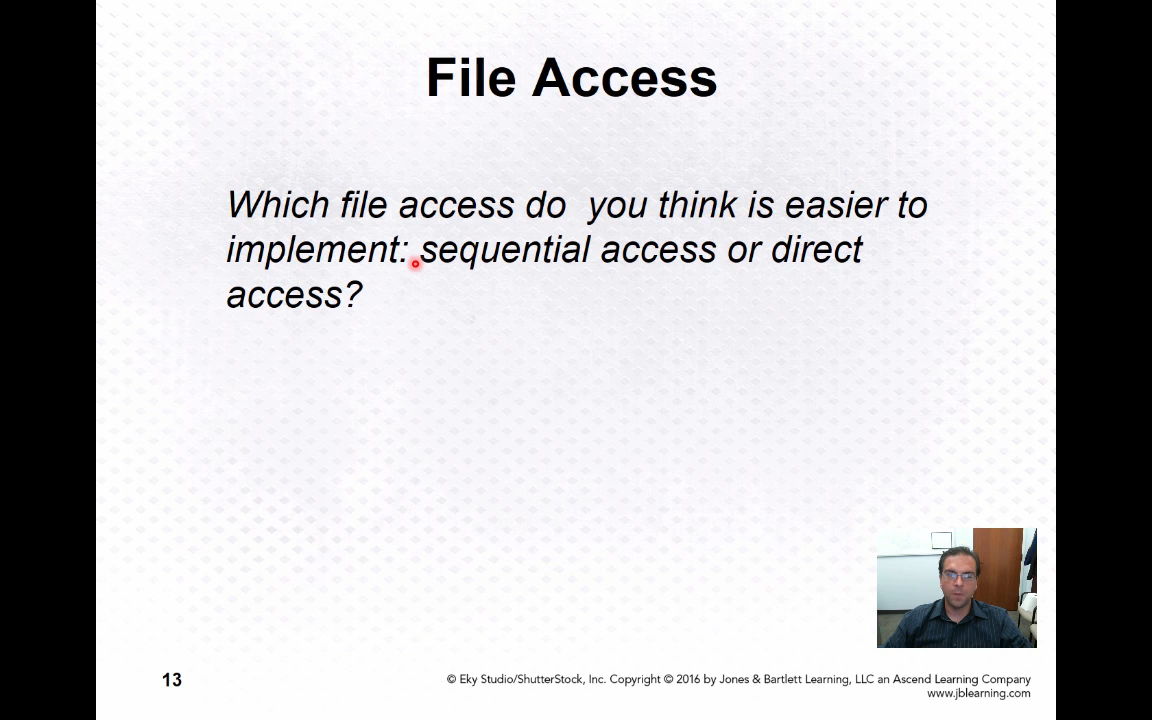 File Access
Which file access do  you think is easier to
implement: sequential access or direct
access?
13
© Eky Studio/ShutterStock, Inc. Copyright © 2016 by Jones & Bartlett Learning, LLC an Ascend Learning Company
www.jblearning.com